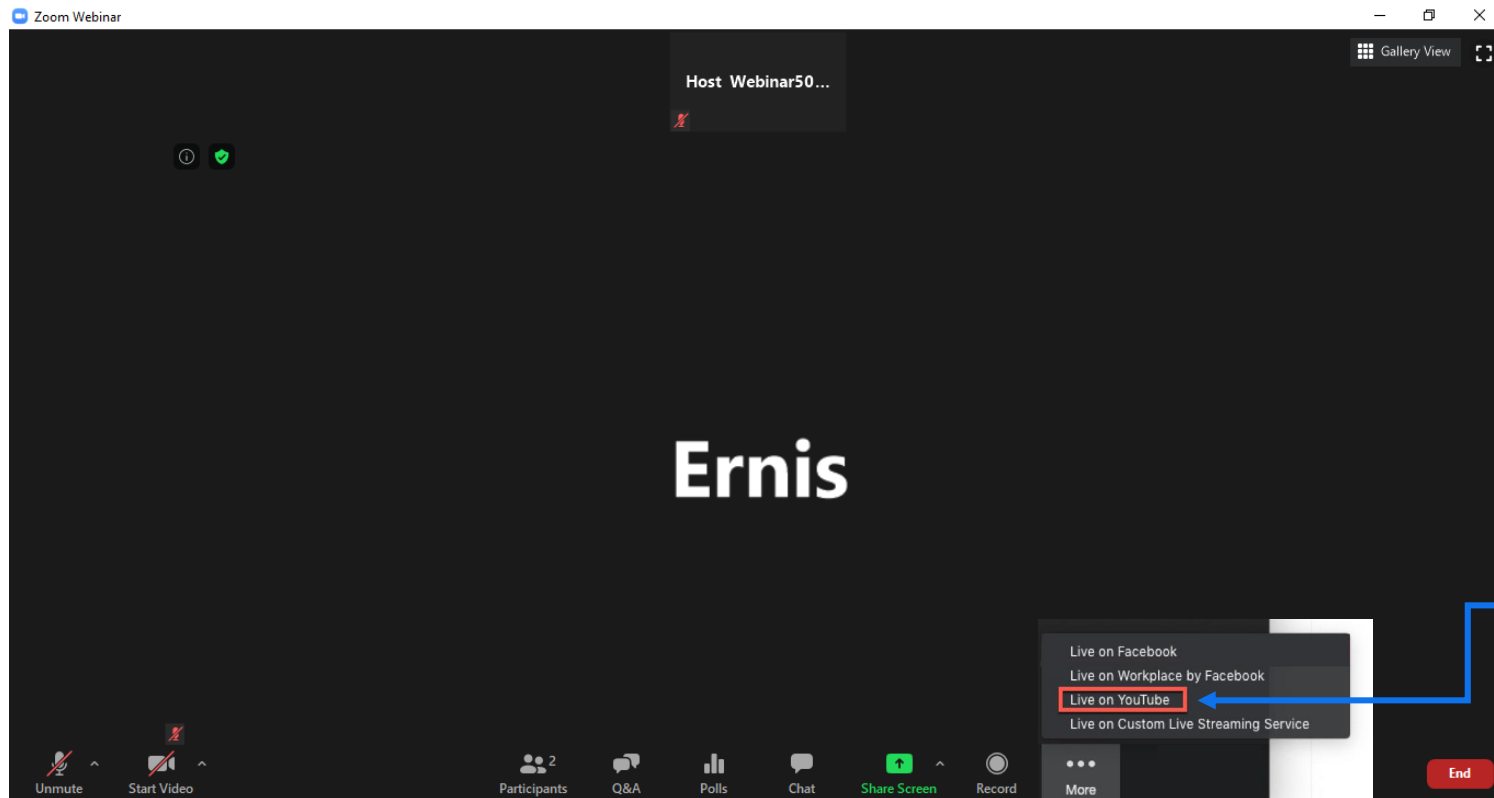 Zoom Webinar
Gallery View
Host Webinar50...
Ernis
Live on Facebook
Live on Workplace by Facebook
Live on YouTube
Live on Custom Live Streaming Service
Unmute
Start Video
Participants 2
Q&A
Polls
Chat
Share Screen
Record
More
End